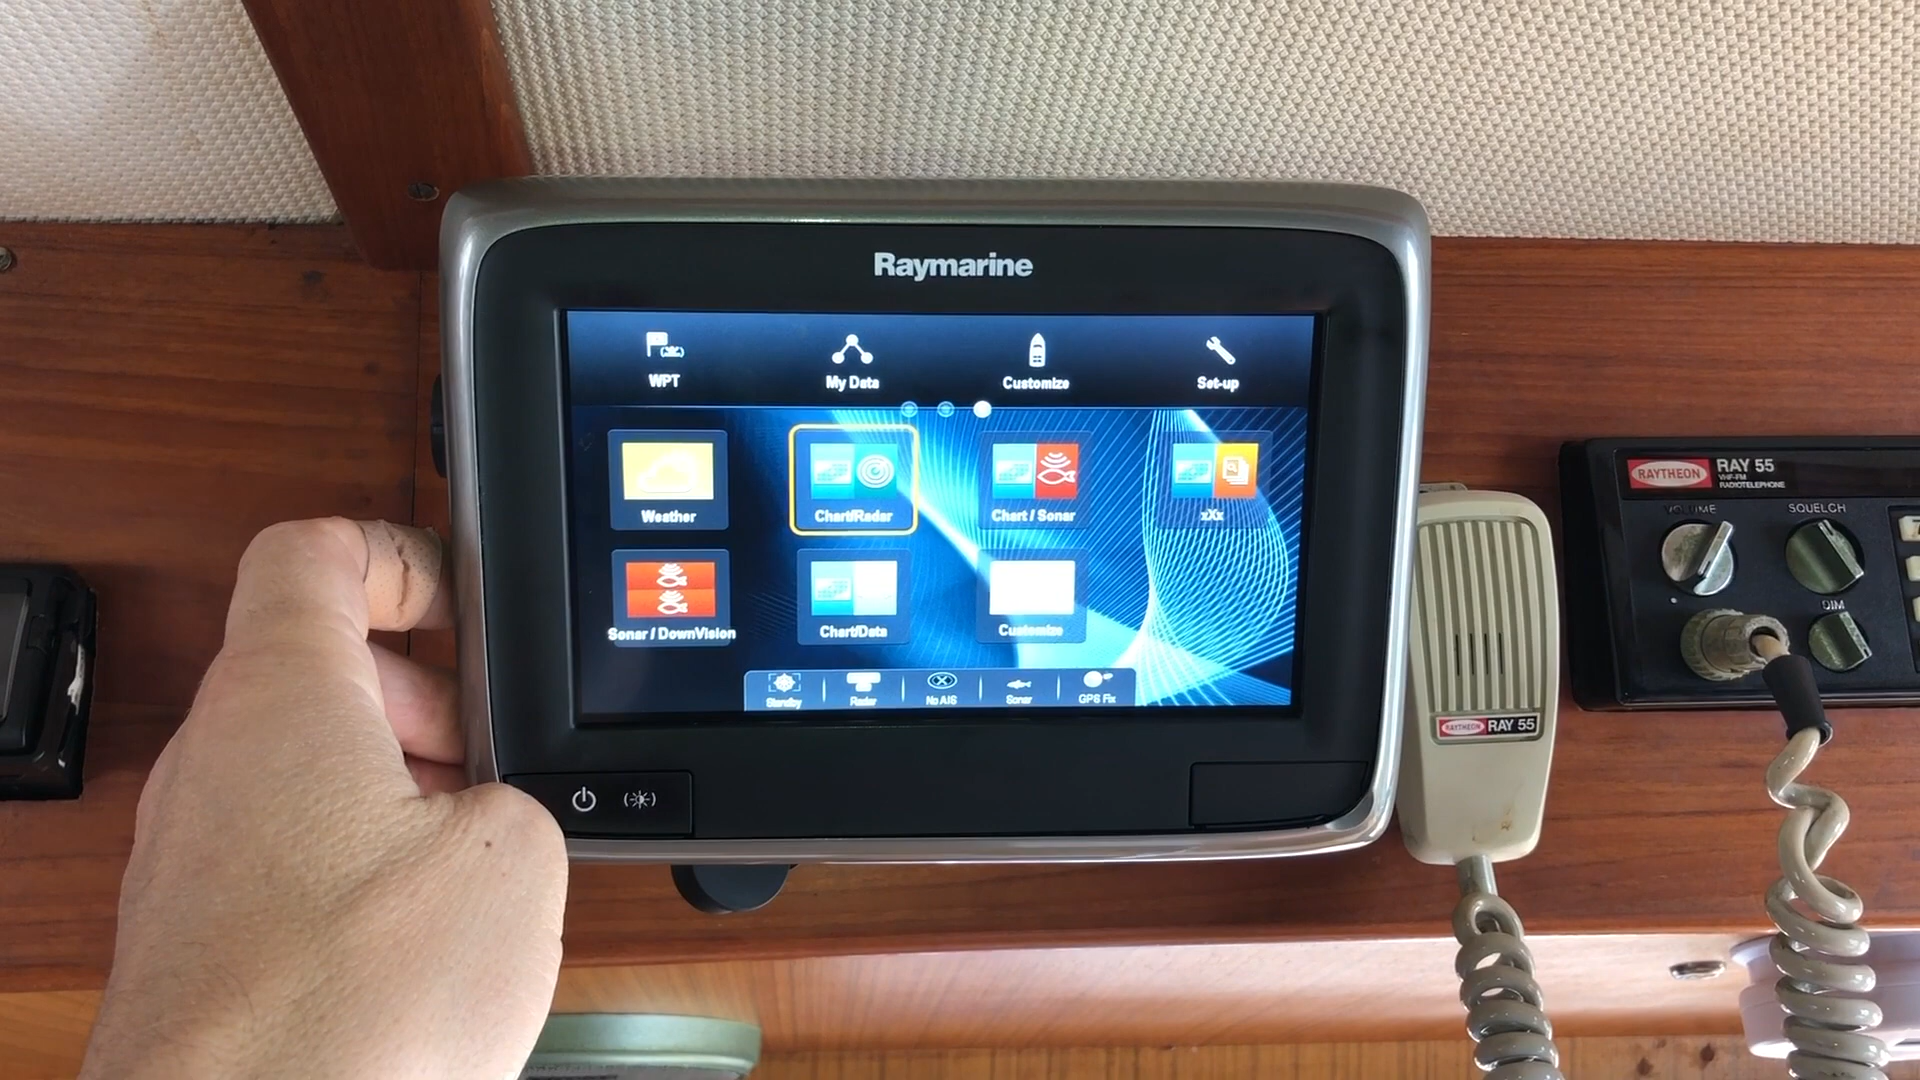 Raymarine
WPT
My Data
Customize
Set-up
Weather
Chart/Radar
Chart / Sonar
xXx
Sonar / DownVision
Chart/Data
Customize
Standby
Radar
No AIS
Sonar
GPS Fix
RAYTHEON RAY 55
RAYTHEON
RAY 55
VHF-FM
RADIOTELEPHONE
VOLUME
SQUELCH
DIM